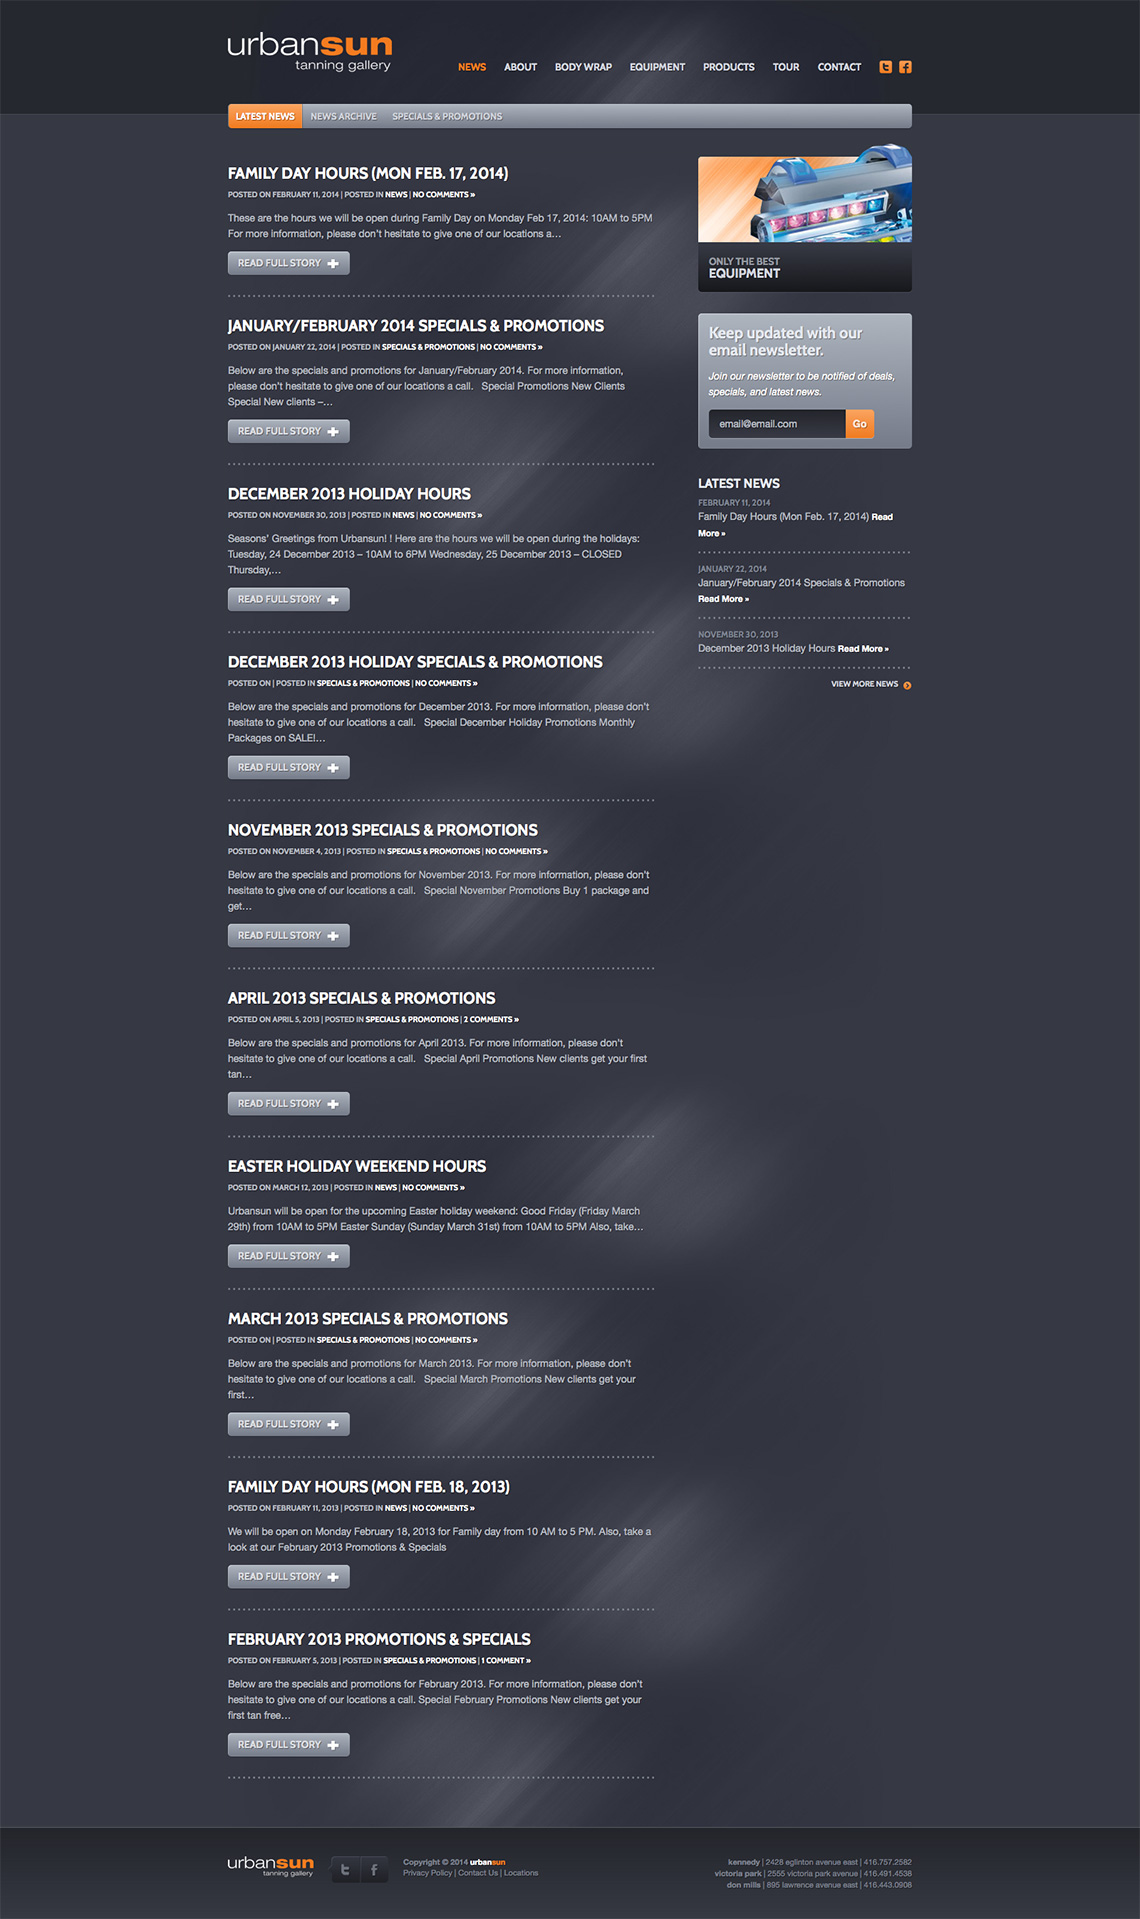 urbansun
tanning gallery
NEWS ABOUT BODY WRAP EQUIPMENT PRODUCTS TOUR CONTACT
LATEST NEWS NEWS ARCHIVE SPECIALS & PROMOTIONS
FAMILY DAY HOURS (MON FEB. 17, 2014)
POSTED ON FEBRUARY 11, 2014 | POSTED IN NEWS | NO COMMENTS »
These are the hours we will be open during Family Day on Monday Feb 17, 2014: 10AM to 5PM
For more information, please don't hesitate to give one of our locations a…
READ FULL STORY
JANUARY/FEBRUARY 2014 SPECIALS & PROMOTIONS
POSTED ON JANUARY 22, 2014 | POSTED IN SPECIALS & PROMOTIONS | NO COMMENTS »
Below are the specials and promotions for January/February 2014. For more information,
please don't hesitate to give one of our locations a call. Special Promotions New Clients
Special New clients –…
READ FULL STORY
DECEMBER 2013 HOLIDAY HOURS
POSTED ON NOVEMBER 30, 2013 | POSTED IN NEWS | NO COMMENTS »
Seasons' Greetings from Urbansun! ! Here are the hours we will be open during the holidays:
Tuesday, 24 December 2013 – 10AM to 6PM Wednesday, 25 December 2013 – CLOSED
Thursday,…
READ FULL STORY
DECEMBER 2013 HOLIDAY SPECIALS & PROMOTIONS
POSTED ON | POSTED IN SPECIALS & PROMOTIONS | NO COMMENTS »
Below are the specials and promotions for December 2013. For more information, please don't
hesitate to give one of our locations a call. Special December Holiday Promotions Monthly
Packages on SALE!…
READ FULL STORY
NOVEMBER 2013 SPECIALS & PROMOTIONS
POSTED ON NOVEMBER 4, 2013 | POSTED IN SPECIALS & PROMOTIONS | NO COMMENTS »
Below are the specials and promotions for November 2013. For more information, please don't
hesitate to give one of our locations a call. Special November Promotions Buy 1 package and
get…
READ FULL STORY
APRIL 2013 SPECIALS & PROMOTIONS
POSTED ON APRIL 5, 2013 | POSTED IN SPECIALS & PROMOTIONS | 2 COMMENTS »
Below are the specials and promotions for April 2013. For more information, please don't
hesitate to give one of our locations a call. Special April Promotions New clients get your first
tan…
READ FULL STORY
EASTER HOLIDAY WEEKEND HOURS
POSTED ON MARCH 12, 2013 | POSTED IN NEWS | NO COMMENTS »
Urbansun will be open for the upcoming Easter holiday weekend: Good Friday (Friday March
29th) from 10AM to 5PM Easter Sunday (Sunday March 31st) from 10AM to 5PM Also, take…
READ FULL STORY
MARCH 2013 SPECIALS & PROMOTIONS
POSTED ON | POSTED IN SPECIALS & PROMOTIONS | NO COMMENTS »
Below are the specials and promotions for March 2013. For more information, please don't
hesitate to give one of our locations a call. Special March Promotions New clients get your
first…
READ FULL STORY
FAMILY DAY HOURS (MON FEB. 18, 2013)
POSTED ON FEBRUARY 11, 2013 | POSTED IN NEWS | NO COMMENTS »
We will be open on Monday February 18, 2013 for Family day from 10 AM to 5 PM. Also, take a
look at our February 2013 Promotions & Specials
READ FULL STORY
FEBRUARY 2013 PROMOTIONS & SPECIALS
POSTED ON FEBRUARY 5, 2013 | POSTED IN SPECIALS & PROMOTIONS | 1 COMMENT »
Below are the specials and promotions for February 2013. For more information, please don't
hesitate to give one of our locations a call. Special February Promotions New clients get your
first tan free…
READ FULL STORY
ONLY THE BEST
EQUIPMENT
Keep updated with our
email newsletter.
Join our newsletter to be notified of deals,
specials, and latest news.
email@email.com Go
LATEST NEWS
FEBRUARY 11, 2014
Family Day Hours (Mon Feb. 17, 2014) Read
More »
JANUARY 22, 2014
January/February 2014 Specials & Promotions
Read More »
NOVEMBER 30, 2013
December 2013 Holiday Hours Read More »
VIEW MORE NEWS
urbansun
tanning gallery
Copyright © 2014 urbansun
Privacy Policy | Contact Us | Locations
kennedy | 2428 eglinton avenue east | 416.757.2582
victoria park | 2555 victoria park avenue | 416.491.4538
don mills | 895 lawrence avenue east | 416.443.0908